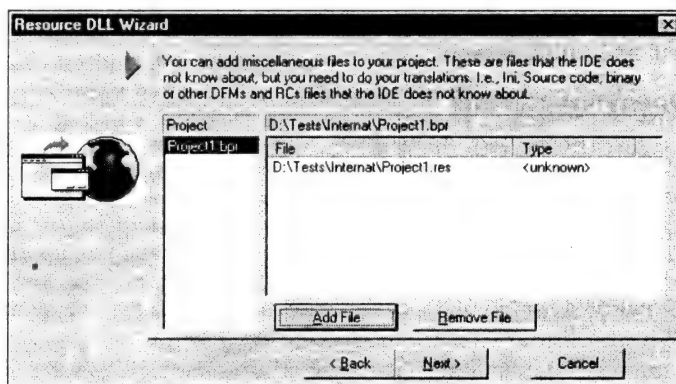 Resource DLL Wizard
You can add miscellaneous files to your project. These are files that the IDE does
not know about, but you need to do your translations. I.e., Ini, Source code, binary
or other DFMs and RCs files that the IDE does not know about.
Project
D:\Tests\Internat\Project1.bpr
Project1.bpr
File Type
D:\Tests\Internat\Project1.res <unknown>
Add File Remove File
< Back Next > Cancel